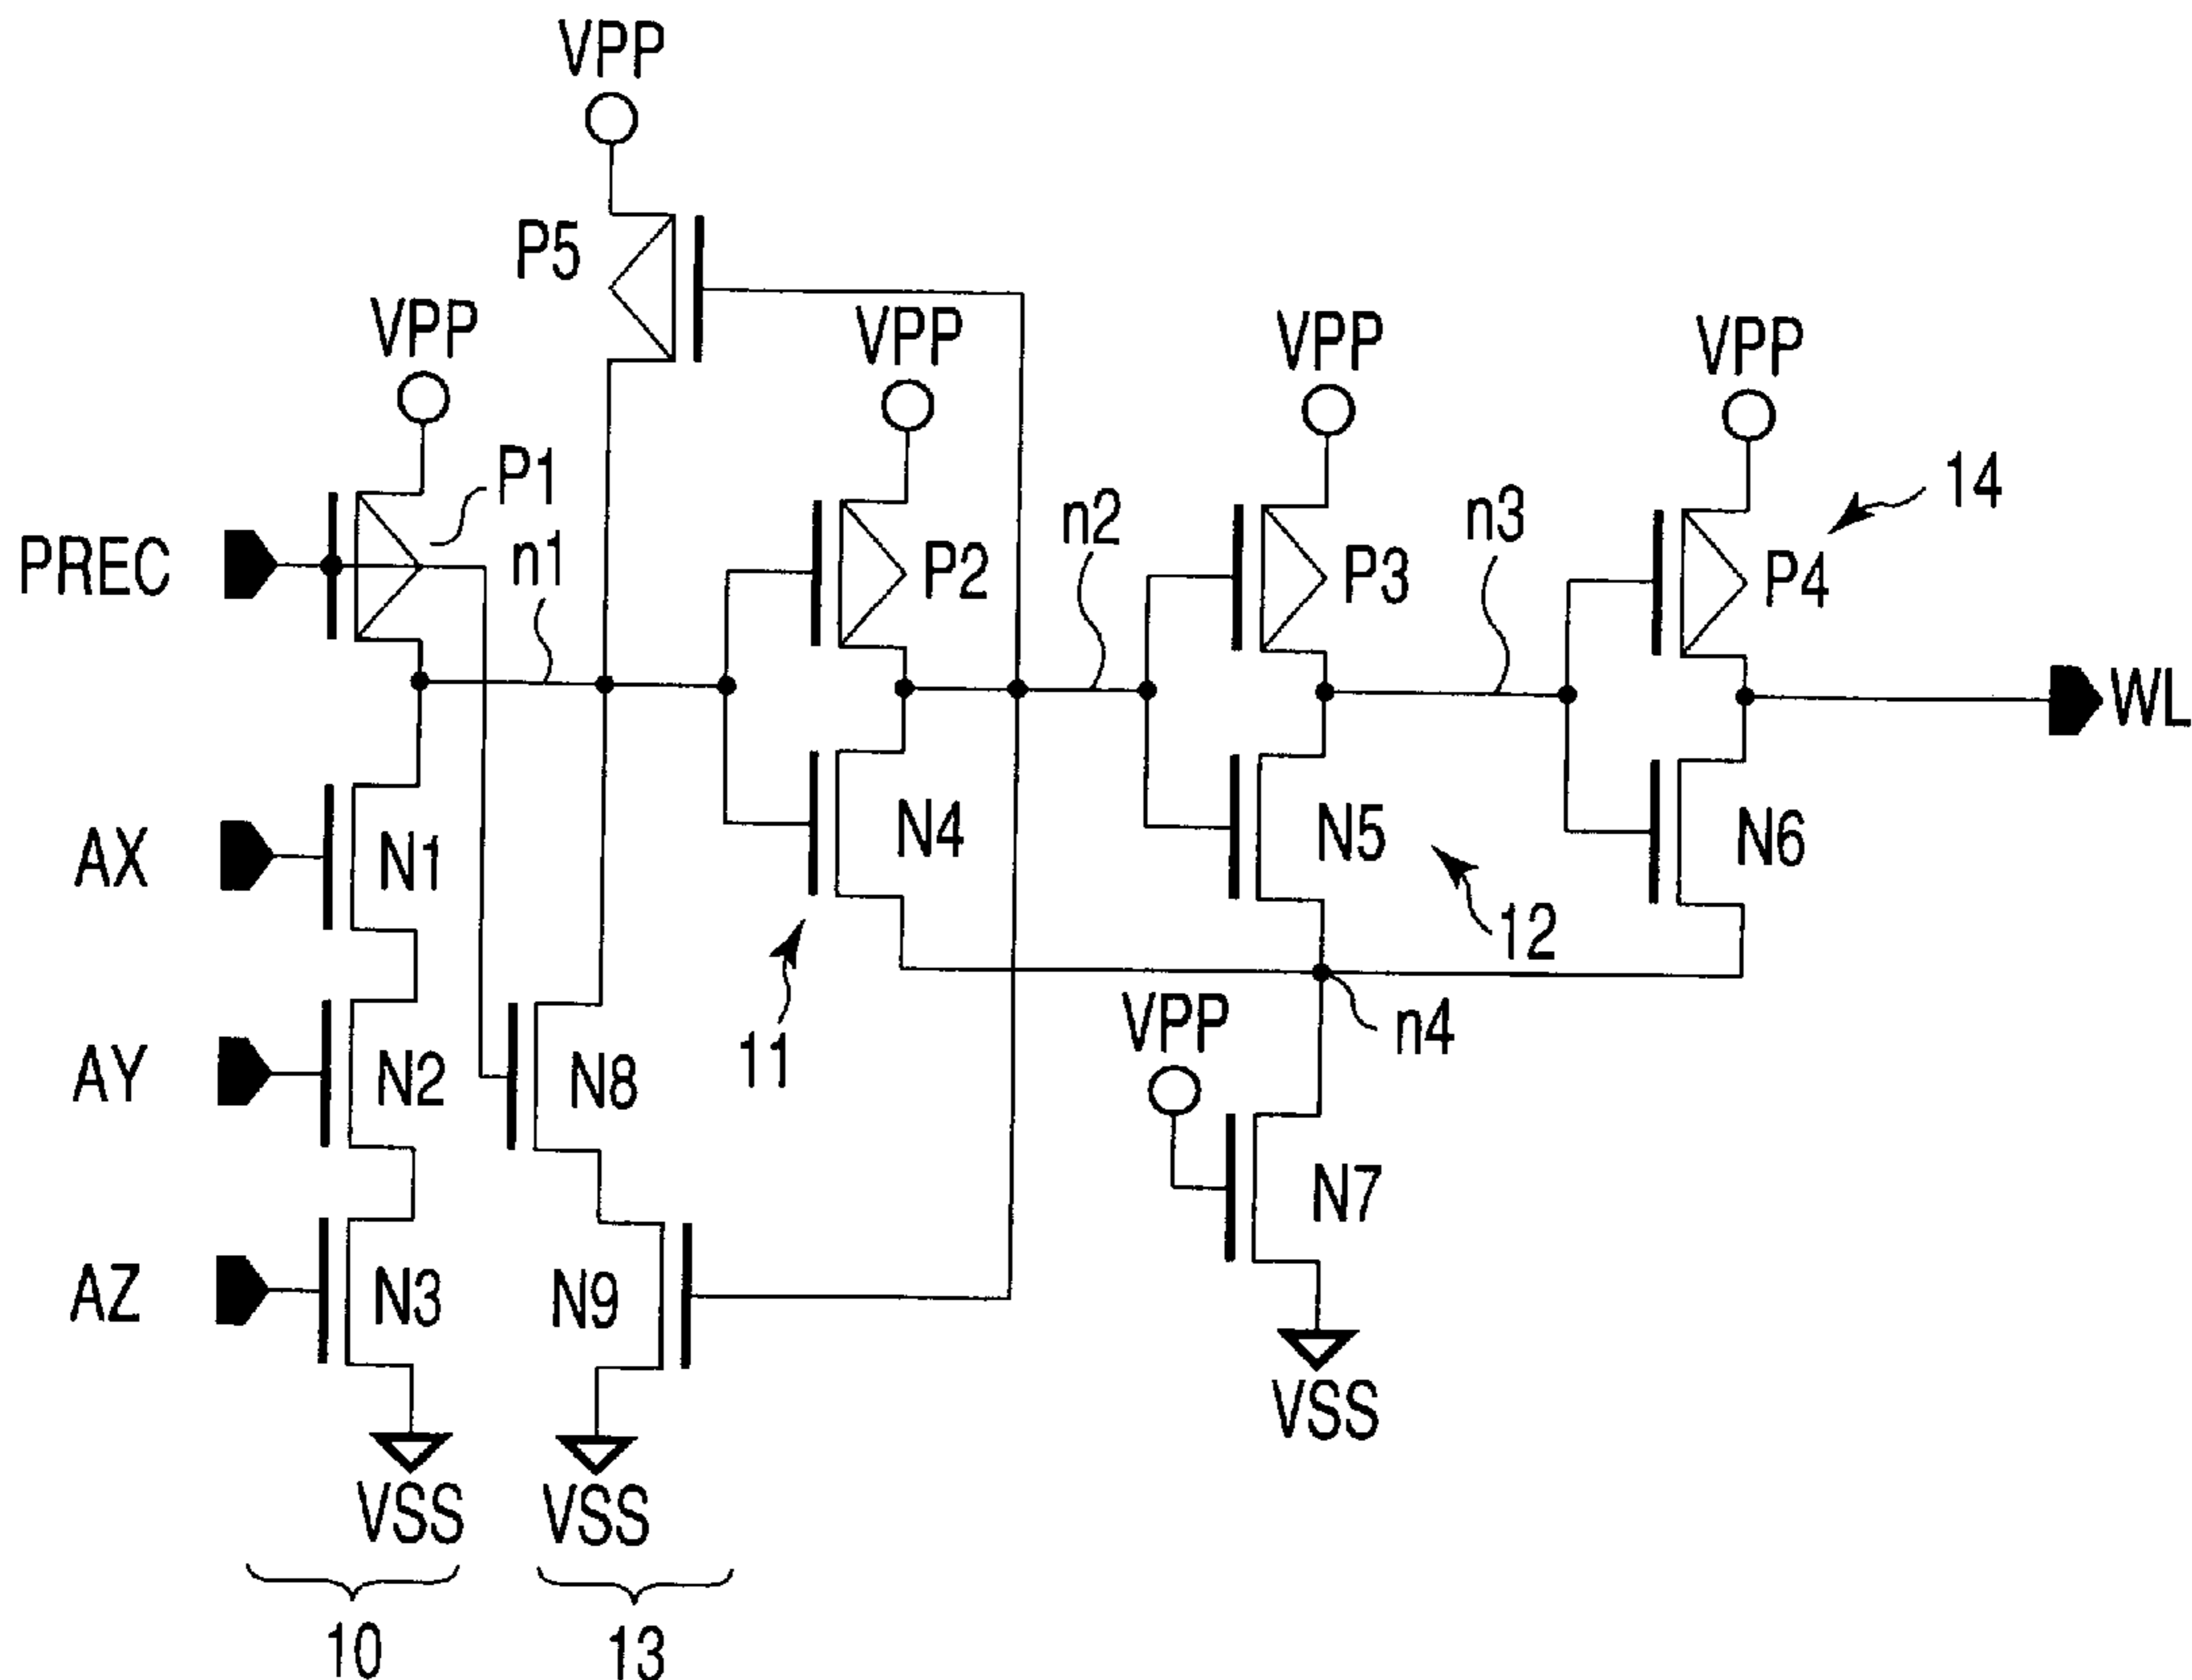 VPP
P5
VPP
VPP
VPP
VPP
P1
n1
n2
n3
14
PREC
P2
P3
P4
WL
AX
N1
N4
N5
N6
12
11
VPP
n4
AY
N2
N8
N7
AZ
N3
N9
VSS
VSS
VSS
10
13